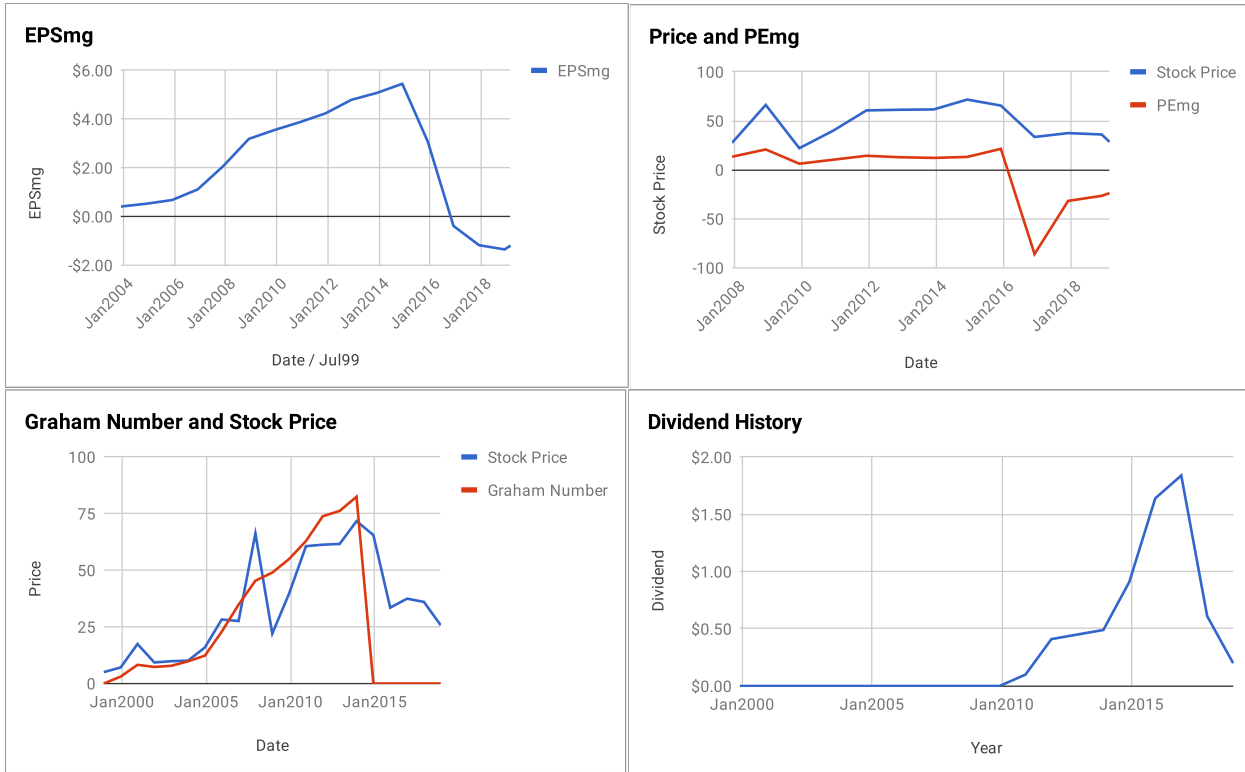 EPSmg
EPSmg
$6.00
$4.00
$2.00
$0.00
-$2.00
EPSmg
Jan2004
Jan2006
Jan2008
Jan2010
Jan2012
Jan2014
Jan2016
Jan2018
Date / Jul99
Price and PEmg
Stock Price
PEmg
100
50
0
-50
-100
Stock Price
Jan2008
Jan2010
Jan2012
Jan2014
Jan2016
Jan2018
Date
Graham Number and Stock Price
Stock Price
Graham Number
100
75
50
25
0
Price
Jan2000
Jan2005
Jan2010
Jan2015
Date
Dividend History
$2.00
$1.50
$1.00
$0.50
$0.00
Dividend
Jan2000
Jan2005
Jan2010
Jan2015
Year